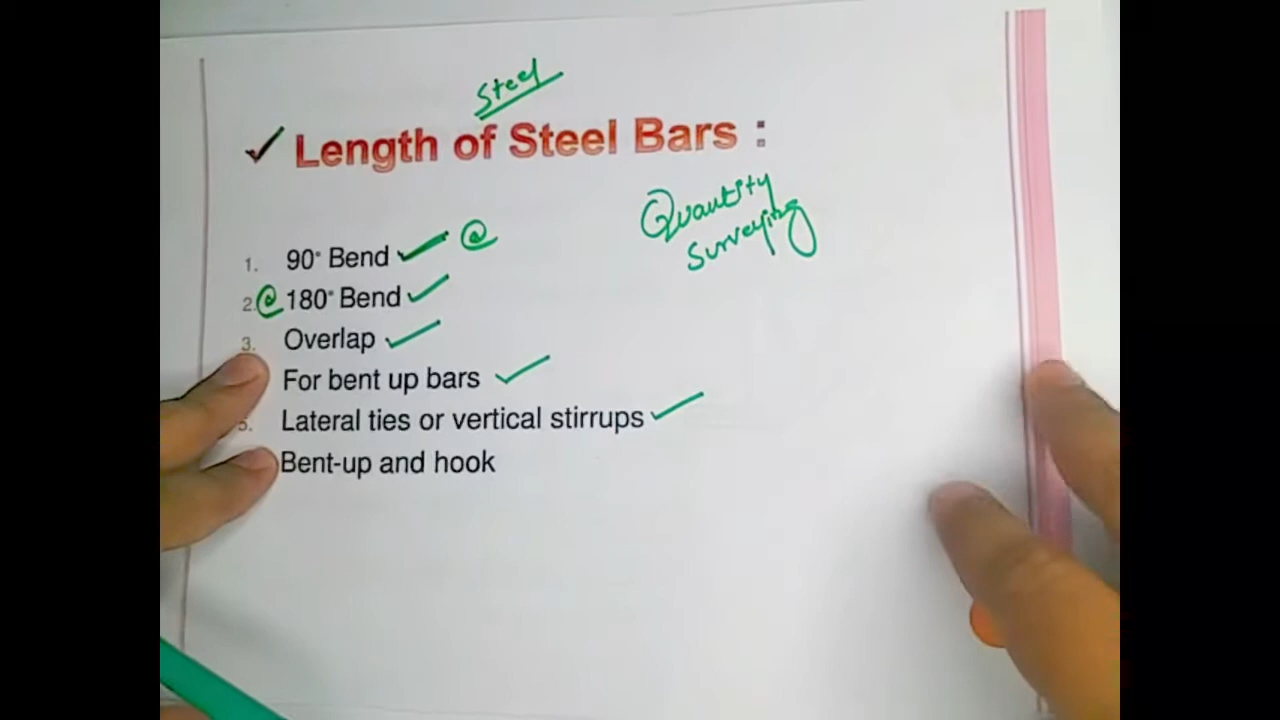 Steel
✓ Length of Steel Bars :
Quantity
Surveying
1. 90° Bend ✓ @
2. @ 180° Bend ✓
3. Overlap ✓
For bent up bars ✓
5. Lateral ties or vertical stirrups ✓
Bent-up and hook